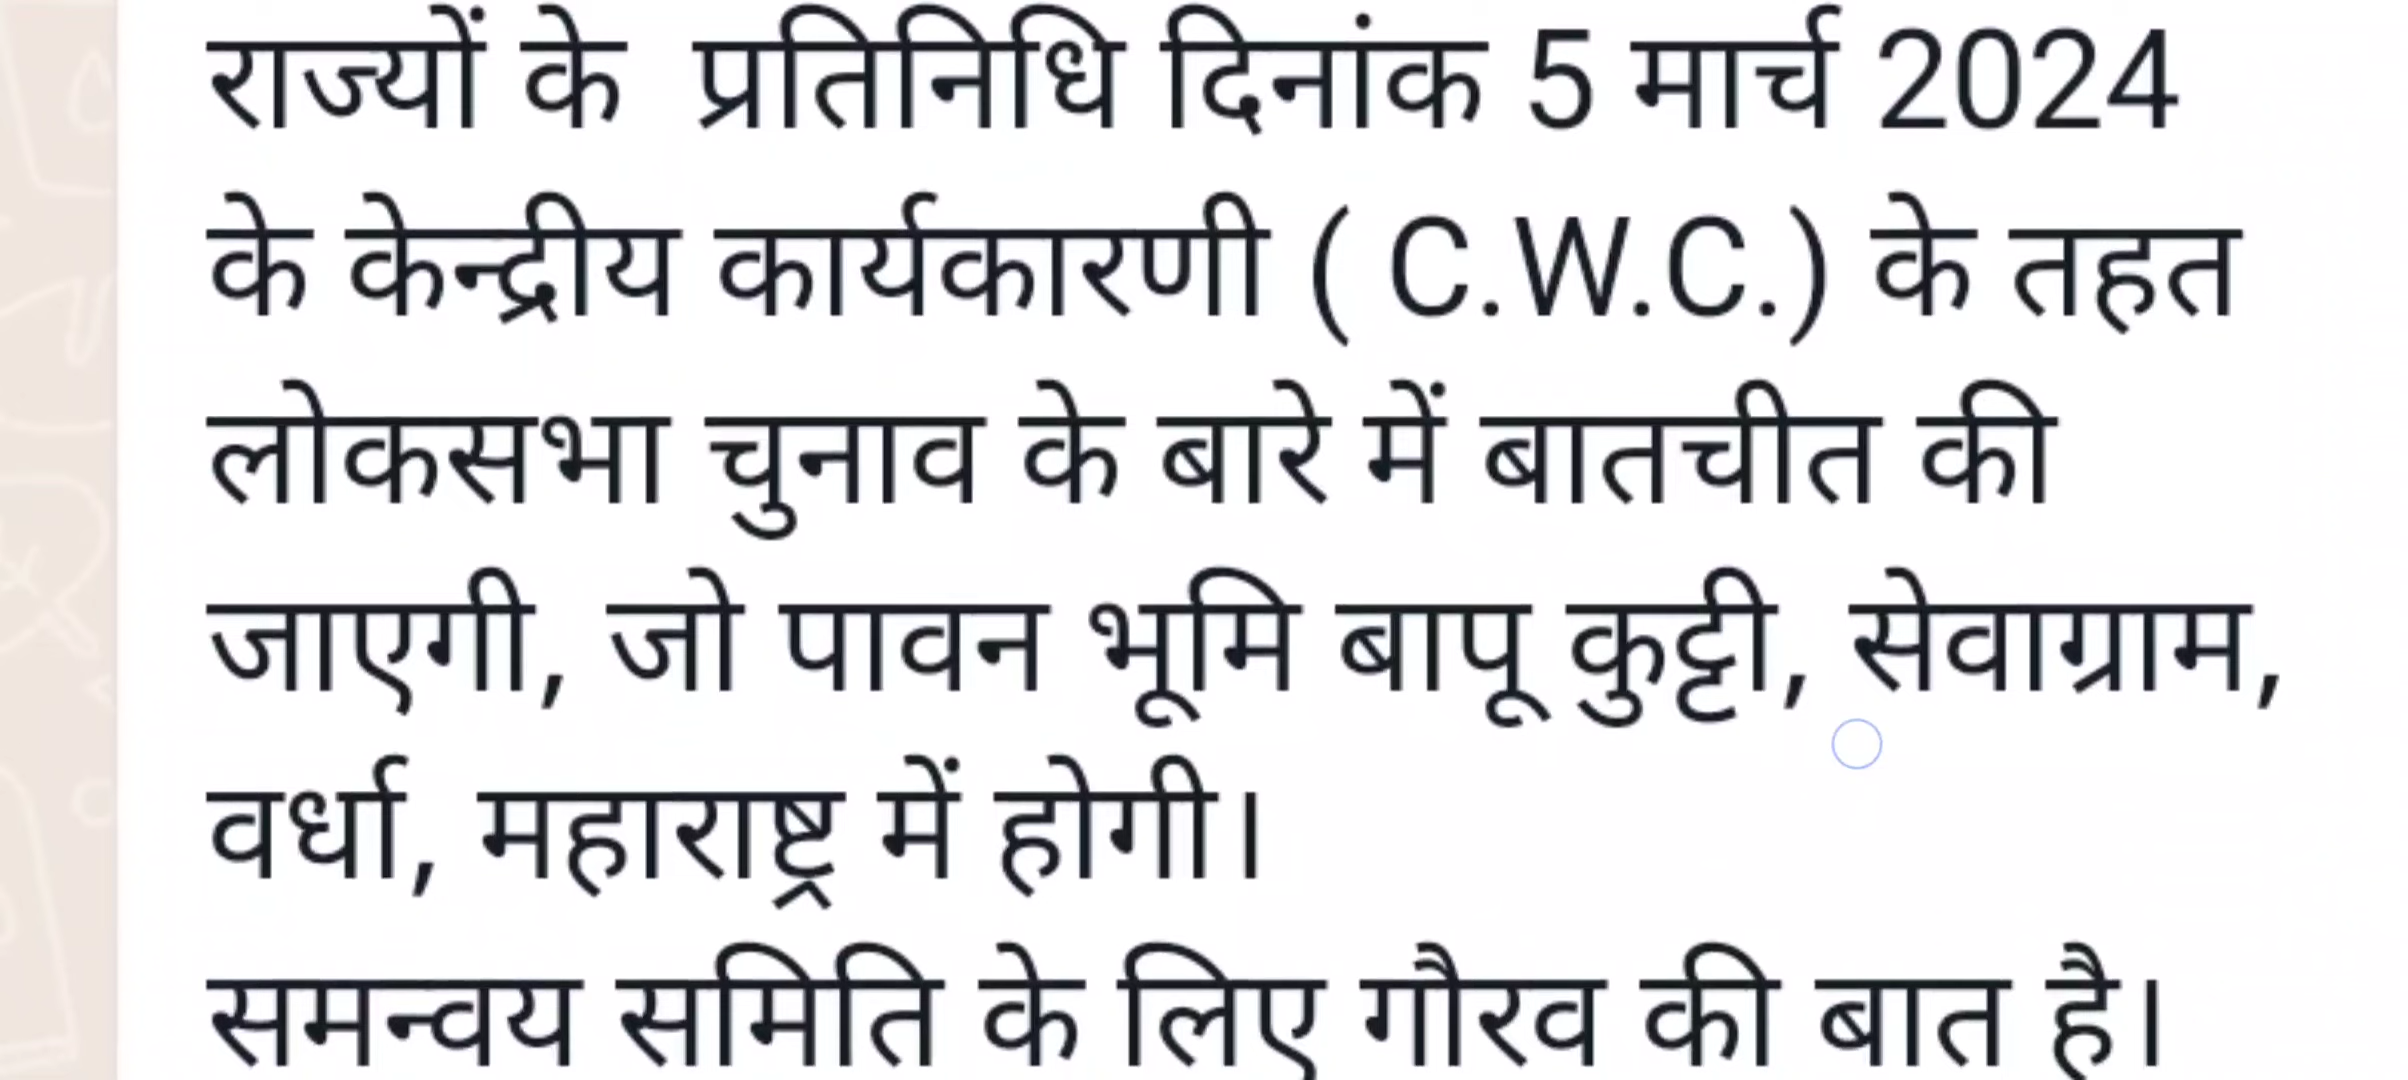 राज्यों के  प्रतिनिधि दिनांक 5 मार्च 2024
के केन्द्रीय कार्यकारणी ( C.W.C.) के तहत
लोकसभा चुनाव के बारे में बातचीत की
जाएगी, जो पावन भूमि बापू कुट्टी, सेवाग्राम,
वर्धा, महाराष्ट्र में होगी।
समन्वय समिति के लिए गौरव की बात है।